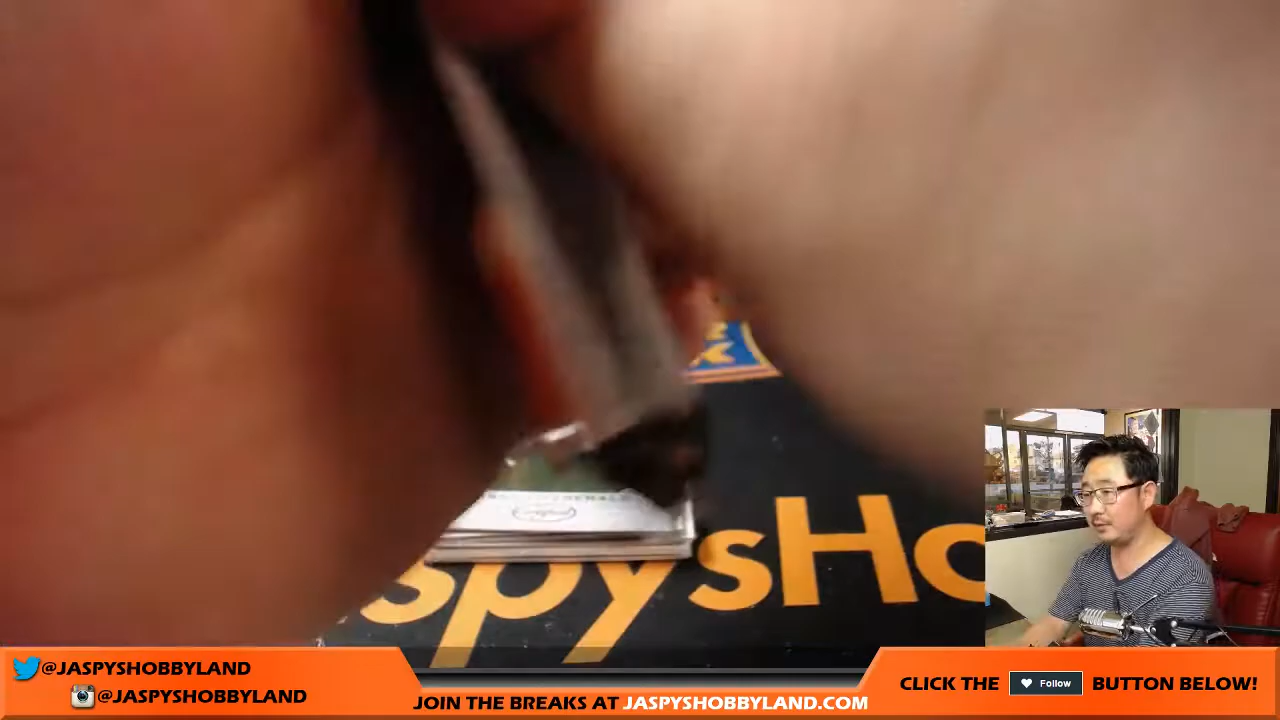 spysHo
@JASPYSHOBBYLAND
@JASPYSHOBBYLAND
JOIN THE BREAKS AT JASPYSHOBBYLAND.COM
CLICK THE Follow BUTTON BELOW!